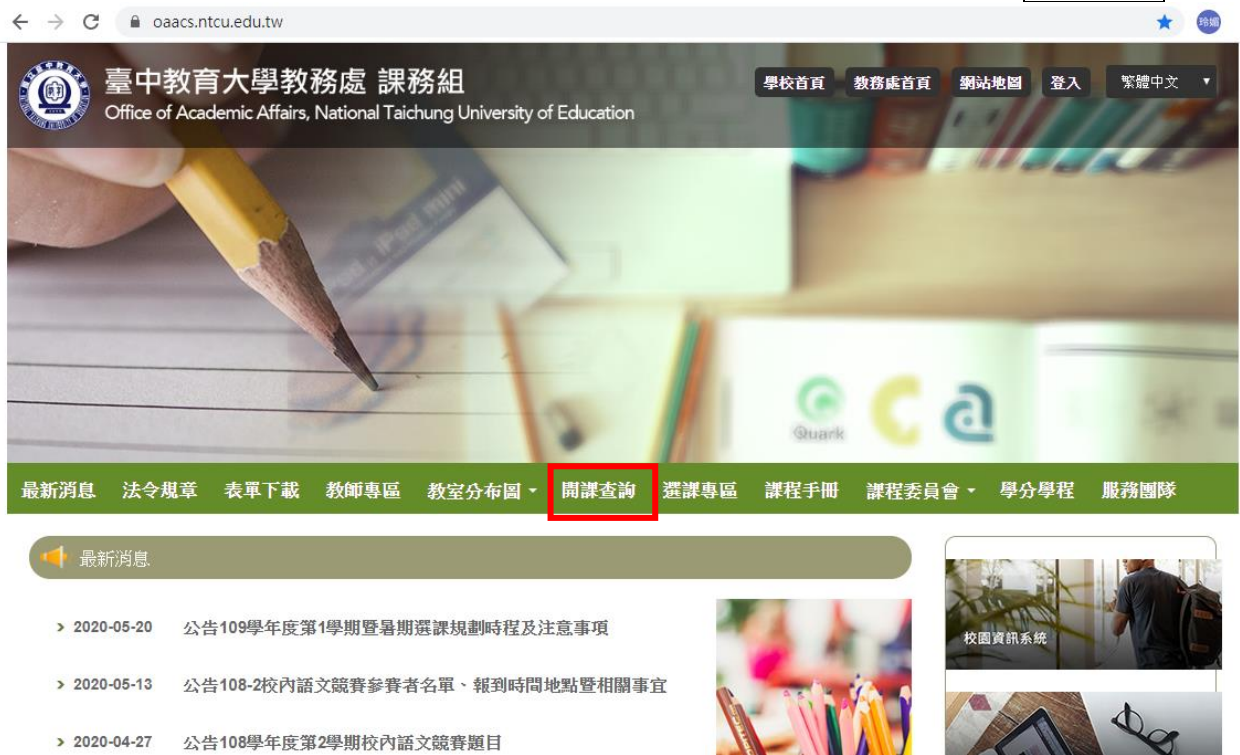 oaacs.ntcu.edu.tw
玲媚
臺中教育大學教務處 課務組
Office of Academic Affairs, National Taichung University of Education
學校首頁 教務處首頁 網站地圖 登入 繁體中文
iPad mini
Quark
最新消息 法令規章 表單下載 教師專區 教室分布圖 開課查詢 選課專區 課程手冊 課程委員會 學分學程 服務團隊
最新消息
2020-05-20 公告109學年度第1學期暨暑期選課規劃時程及注意事項
校園資訊系統
2020-05-13 公告108-2校內語文競賽參賽者名單、報到時間地點暨相關事宜
2020-04-27 公告108學年度第2學期校內語文競賽題目